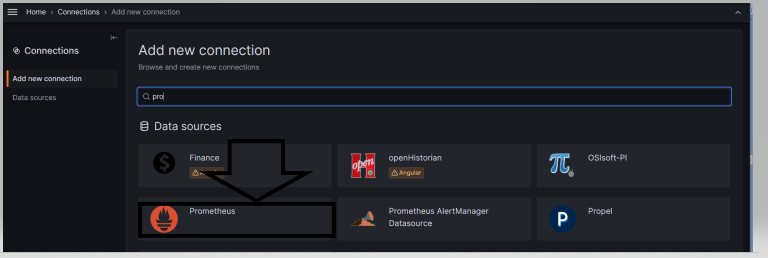 Home › Connections › Add new connection
Connections
Add new connection
Data sources
Add new connection
Browse and create new connections
pro
Data sources
Finance
open
openHistorian
Angular
π.
OSIsoft-PI
Prometheus
Prometheus AlertManager
Datasource
P
Propel